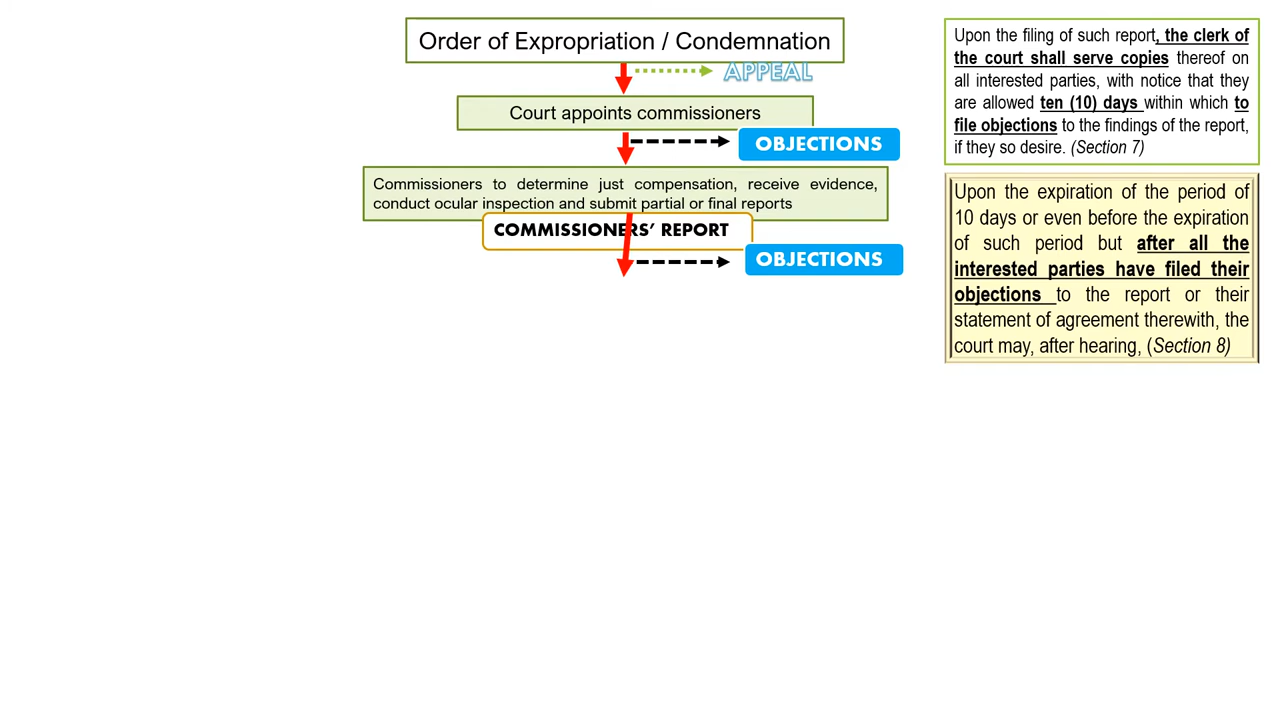 Order of Expropriation / Condemnation
APPEAL
Court appoints commissioners
OBJECTIONS
Commissioners to determine just compensation, receive evidence,
conduct ocular inspection and submit partial or final reports
COMMISSIONERS’ REPORT
OBJECTIONS
Upon the filing of such report, the clerk of
the court shall serve copies thereof on
all interested parties, with notice that they
are allowed ten (10) days within which to
file objections to the findings of the report,
if they so desire. (Section 7)
Upon the expiration of the period of
10 days or even before the expiration
of such period but after all the
interested parties have filed their
objections to the report or their
statement of agreement therewith, the
court may, after hearing, (Section 8)